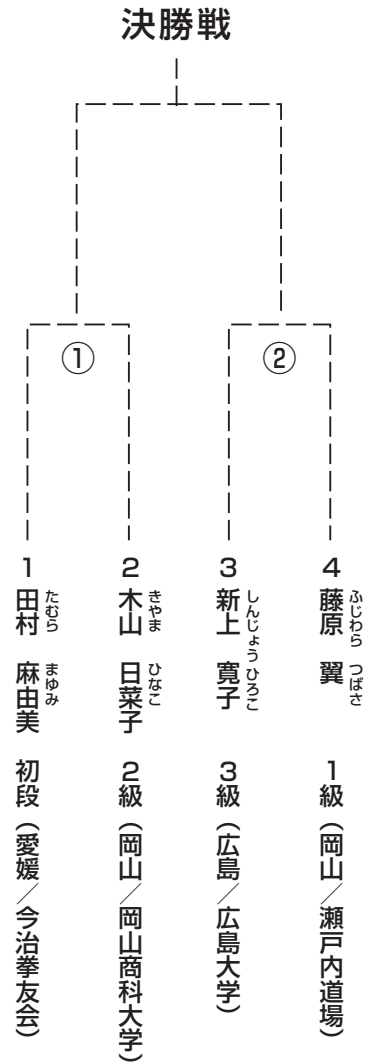 決勝戦
①
②
1 田村 麻由美 初段 (愛媛/今治拳友会)
たむら まゆみ
2 木山 日菜子 2級 (岡山/岡山商科大学)
きやま ひなこ
3 新上 寛子 3級 (広島/広島大学)
しんじょう ひろこ
4 藤原 翼 1級 (岡山/瀬戸内道場)
ふじわら つばさ